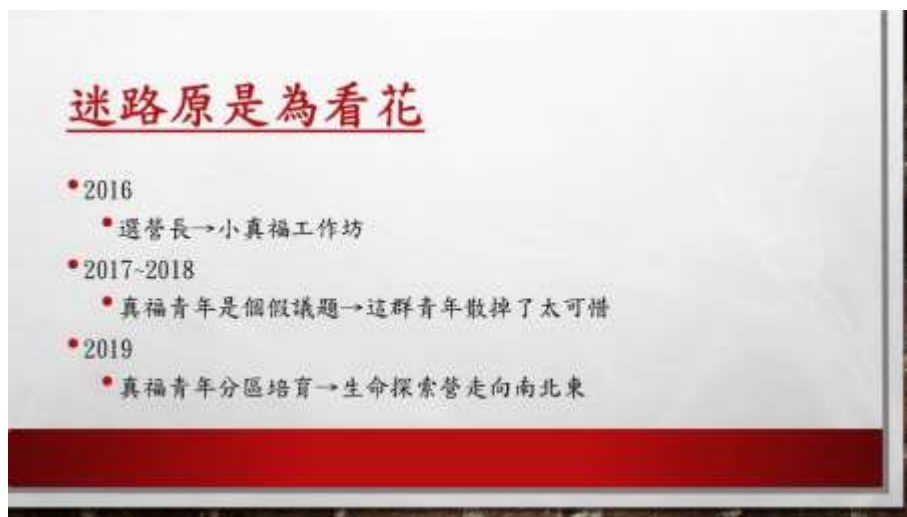 迷路原是為看花
•2016
•選營長→小真福工作坊
•2017~2018
•真福青年是個假議題→這群青年散掉了太可惜
•2019
•真福青年分區培育→生命探索營走向南北東